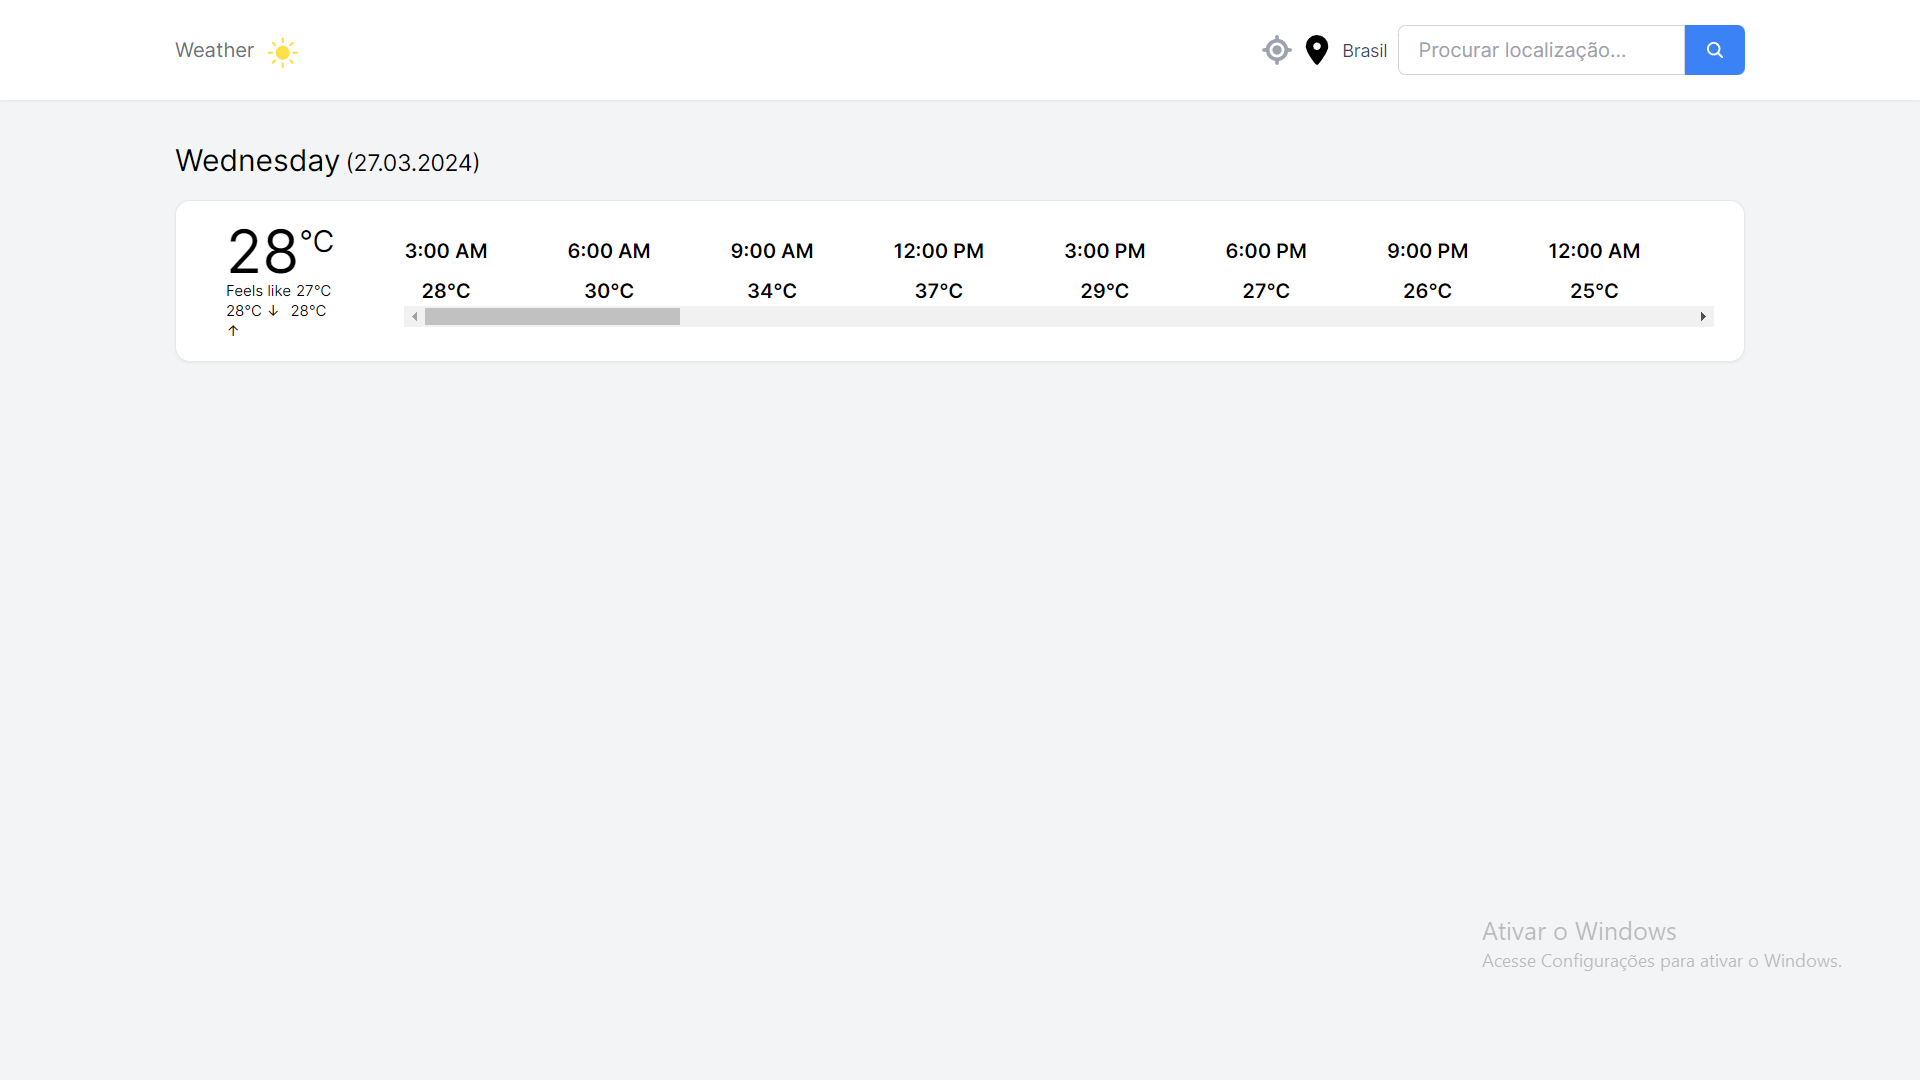 Weather
Brasil
Procurar localização...
Wednesday (27.03.2024)
28°C
Feels like 27°C
28°C ↓ 28°C
↑
3:00 AM 6:00 AM 9:00 AM 12:00 PM 3:00 PM 6:00 PM 9:00 PM 12:00 AM
28°C 30°C 34°C 37°C 29°C 27°C 26°C 25°C
Ativar o Windows
Acesse Configurações para ativar o Windows.